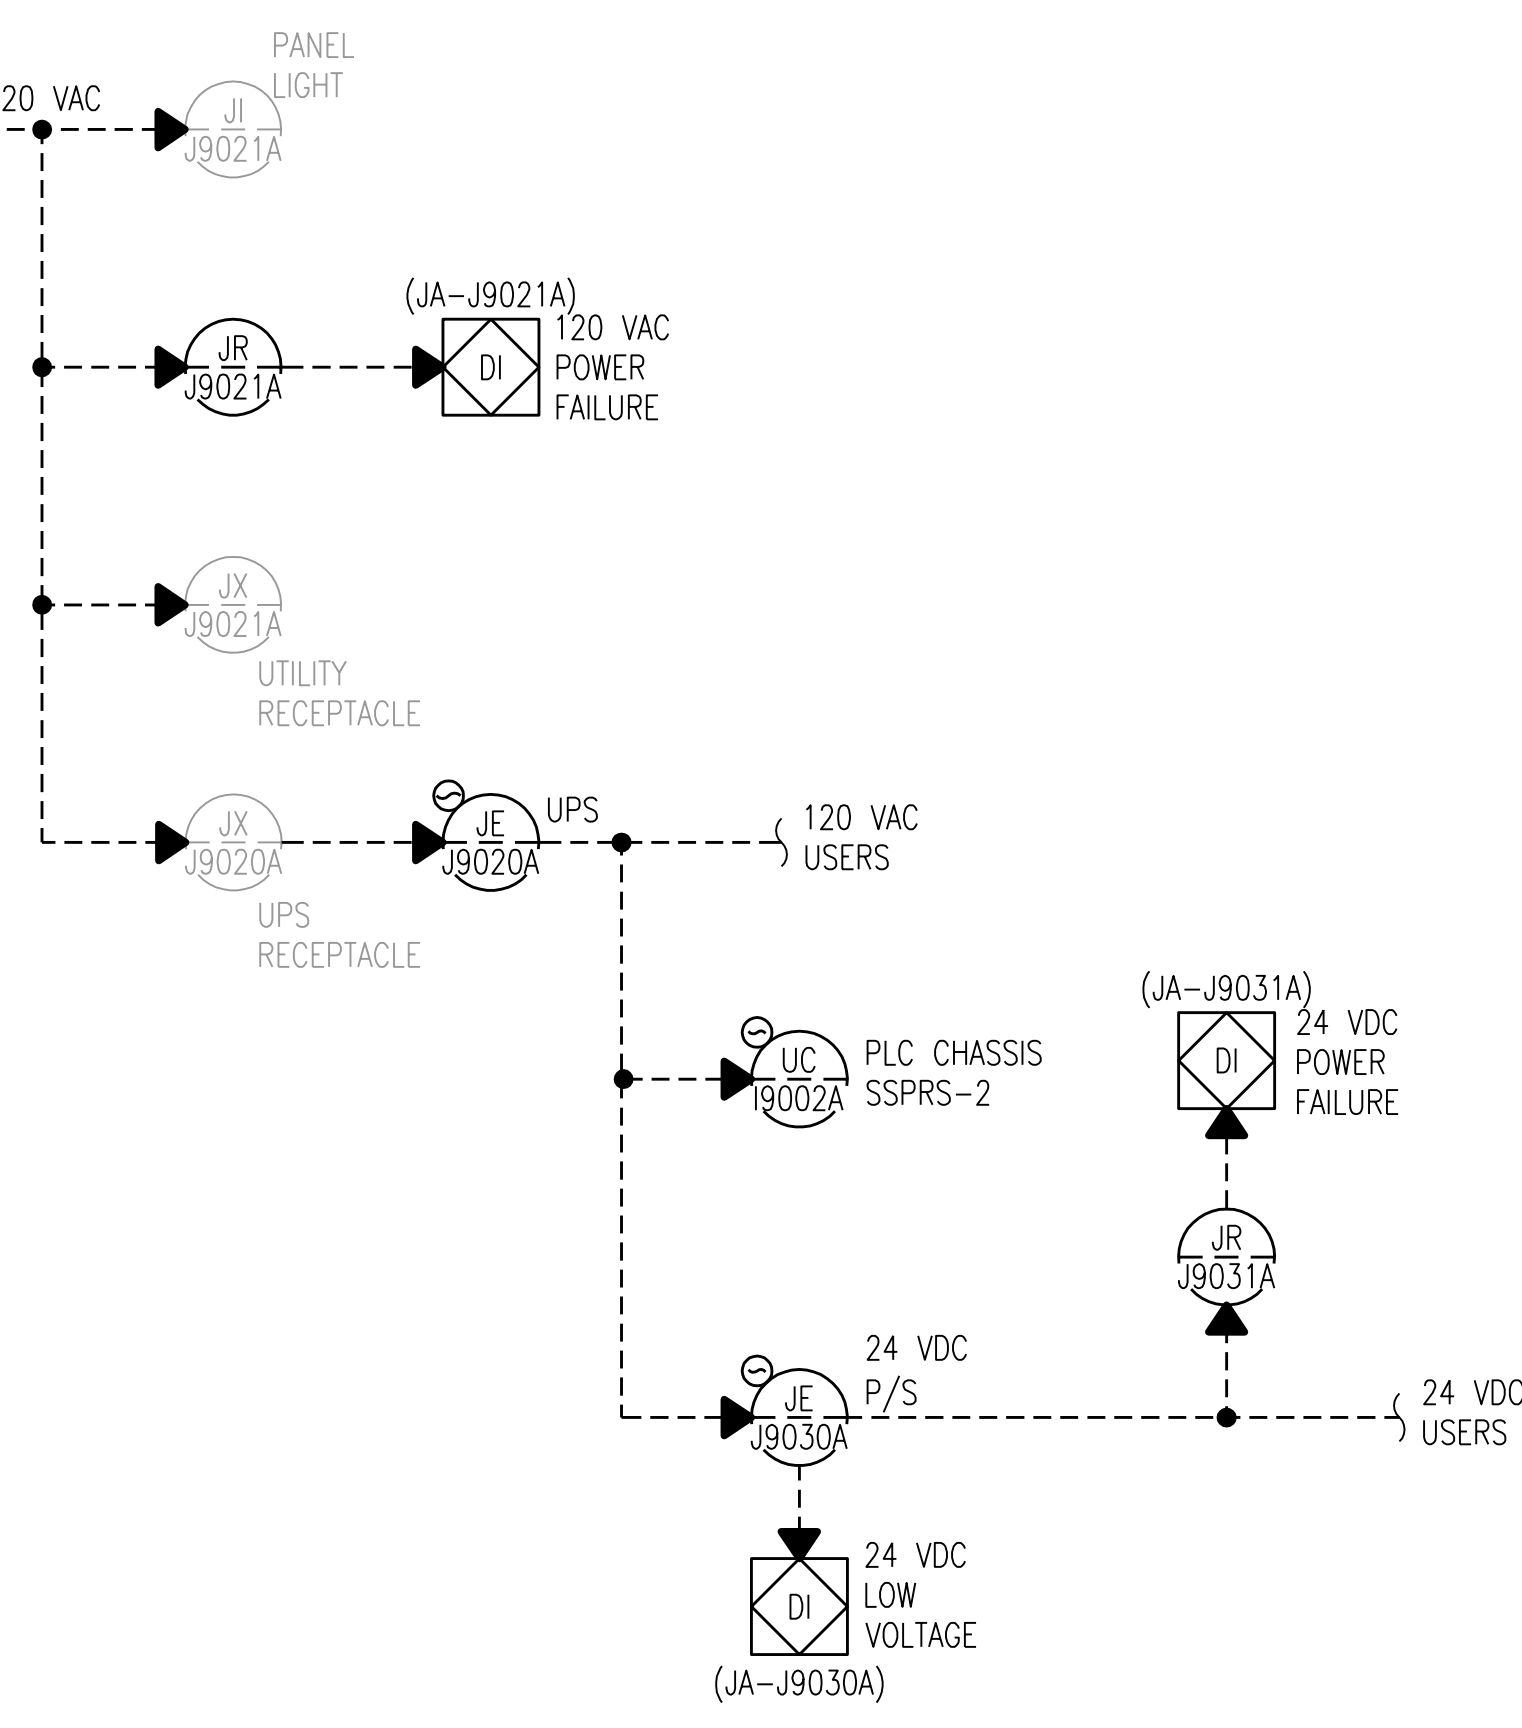 PANEL
LIGHT
20 VAC
JI
J9021A
(JA-J9021A)
120 VAC
POWER
FAILURE
JR
J9021A
DI
JX
J9021A
UTILITY
RECEPTACLE
JX
J9020A
UPS
RECEPTACLE
JE
J9020A
UPS
120 VAC
USERS
UC
I9002A
PLC CHASSIS
SSPRS-2
(JA-J9031A)
DI
24 VDC
POWER
FAILURE
JR
J9031A
24 VDC
P/S
JE
J9030A
24 VDC
USERS
DI
24 VDC
LOW
VOLTAGE
(JA-J9030A)